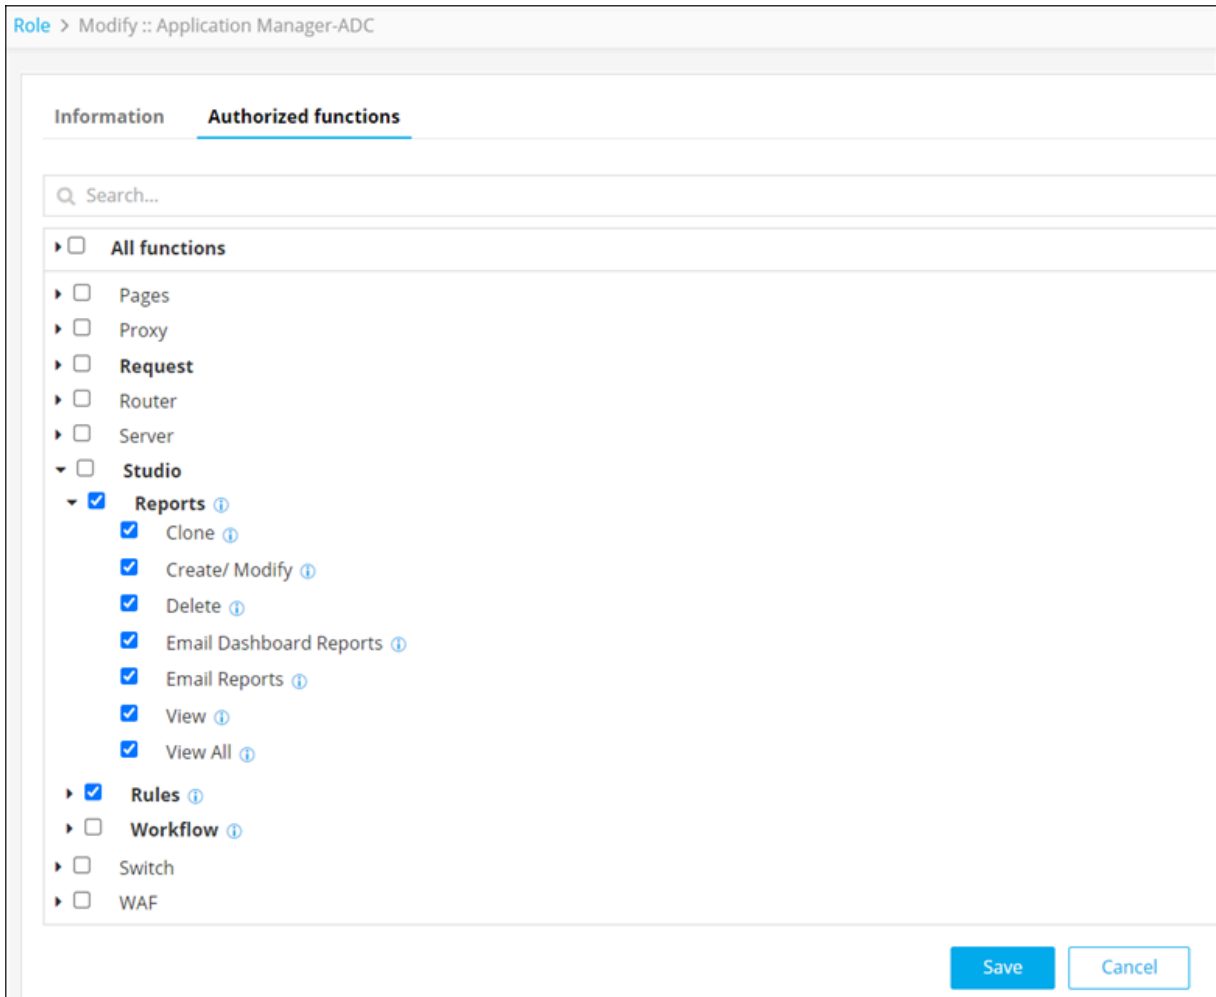 Role > Modify :: Application Manager-ADC
Information Authorized functions
Search...
All functions
Pages
Proxy
Request
Router
Server
Studio
Reports
Clone
Create/ Modify
Delete
Email Dashboard Reports
Email Reports
View
View All
Rules
Workflow
Switch
WAF
Save Cancel